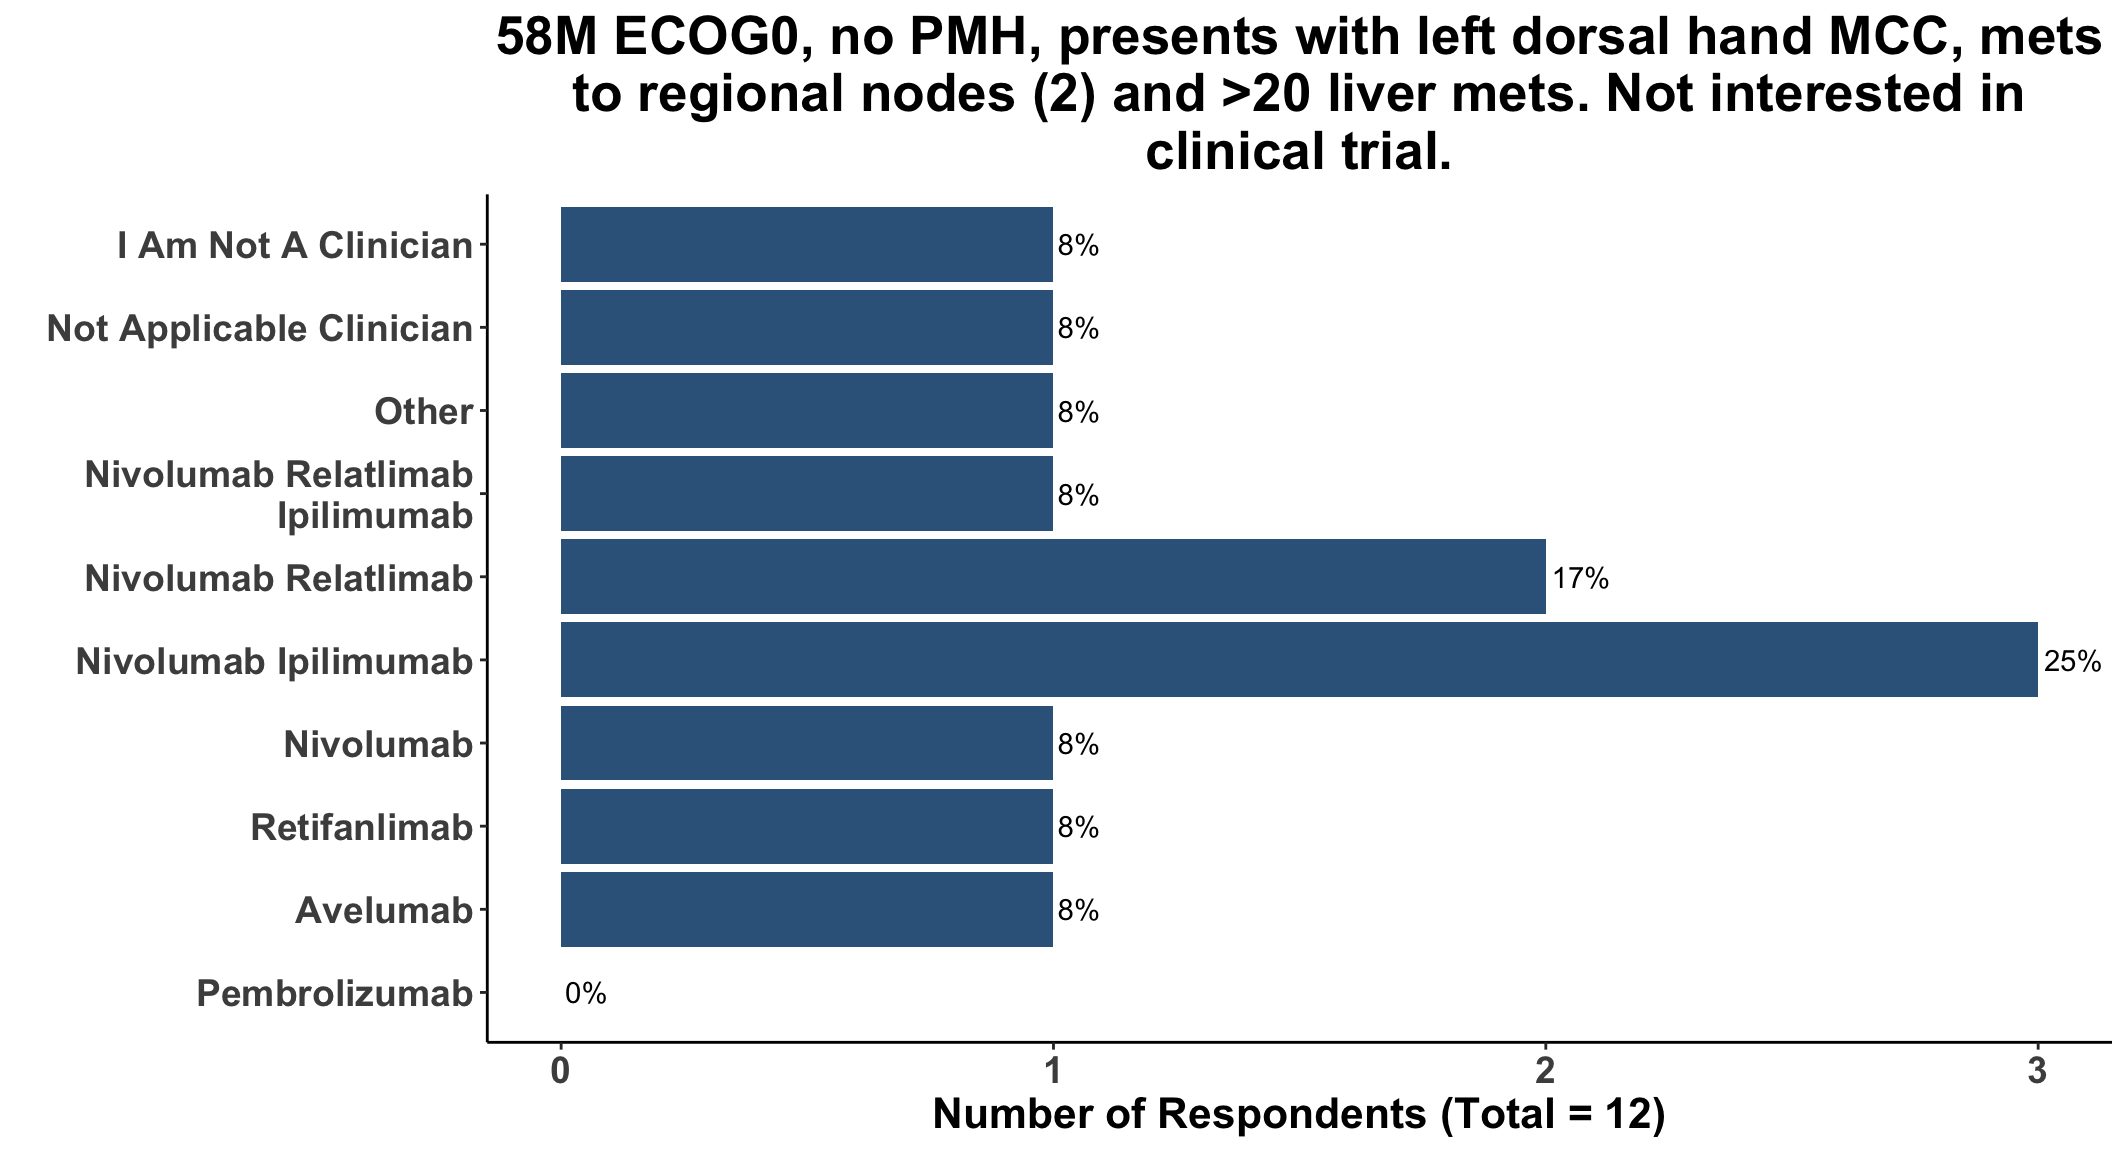 58M ECOG0, no PMH, presents with left dorsal hand MCC, mets
to regional nodes (2) and >20 liver mets. Not interested in
clinical trial.
I Am Not A Clinician
8%
Not Applicable Clinician
8%
Other
8%
Nivolumab Relatlimab
Ipilimumab
8%
Nivolumab Relatlimab
17%
Nivolumab Ipilimumab
25%
Nivolumab
8%
Retifanlimab
8%
Avelumab
8%
Pembrolizumab
0%
0 1 2 3
Number of Respondents (Total = 12)